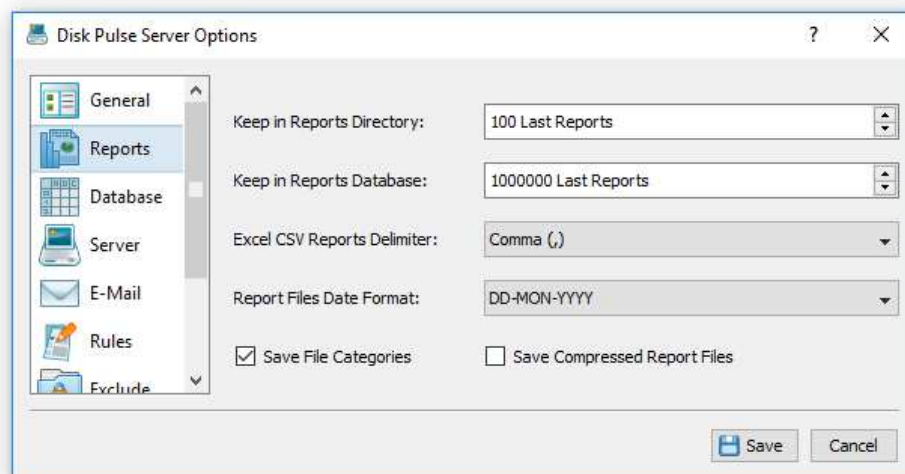 Disk Pulse Server Options
General
Reports
Database
Server
E-Mail
Rules
Exclude
Keep in Reports Directory: 100 Last Reports
Keep in Reports Database: 1000000 Last Reports
Excel CSV Reports Delimiter: Comma (,)
Report Files Date Format: DD-MON-YYYY
Save File Categories Save Compressed Report Files
Save Cancel